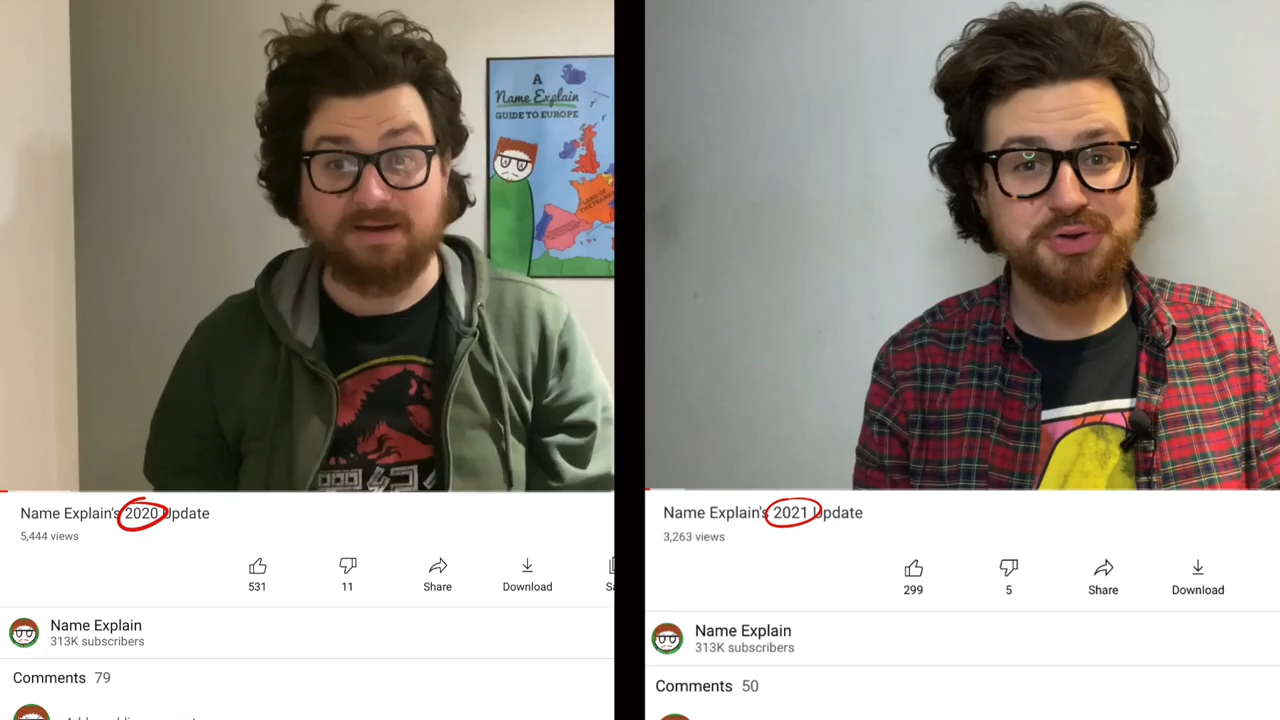 A
Name Explain
GUIDE TO EUROPE
Name Explain's 2020 Update
5,444 views
531
11
Share
Download
Name Explain
313K subscribers
Comments 79
Name Explain's 2021 Update
3,263 views
299
5
Share
Download
Name Explain
313K subscribers
Comments 50